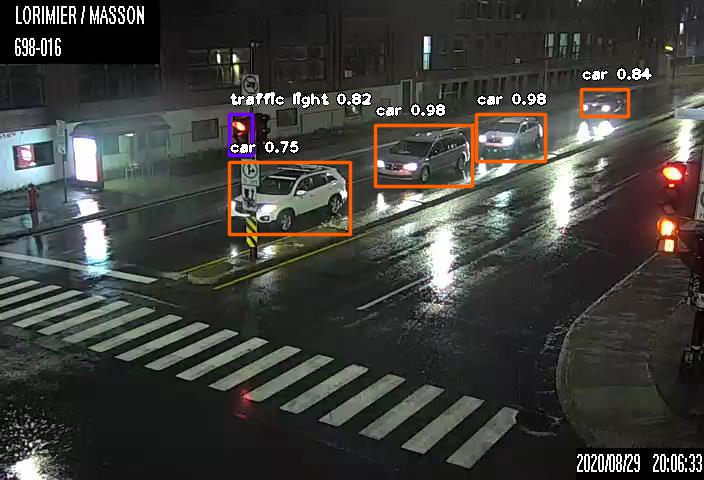 LORIMIER / MASSON
698-016
car 0.84
traffic light 0.82
car 0.98
car 0.98
car 0.75
2020/08/29 20:06:33